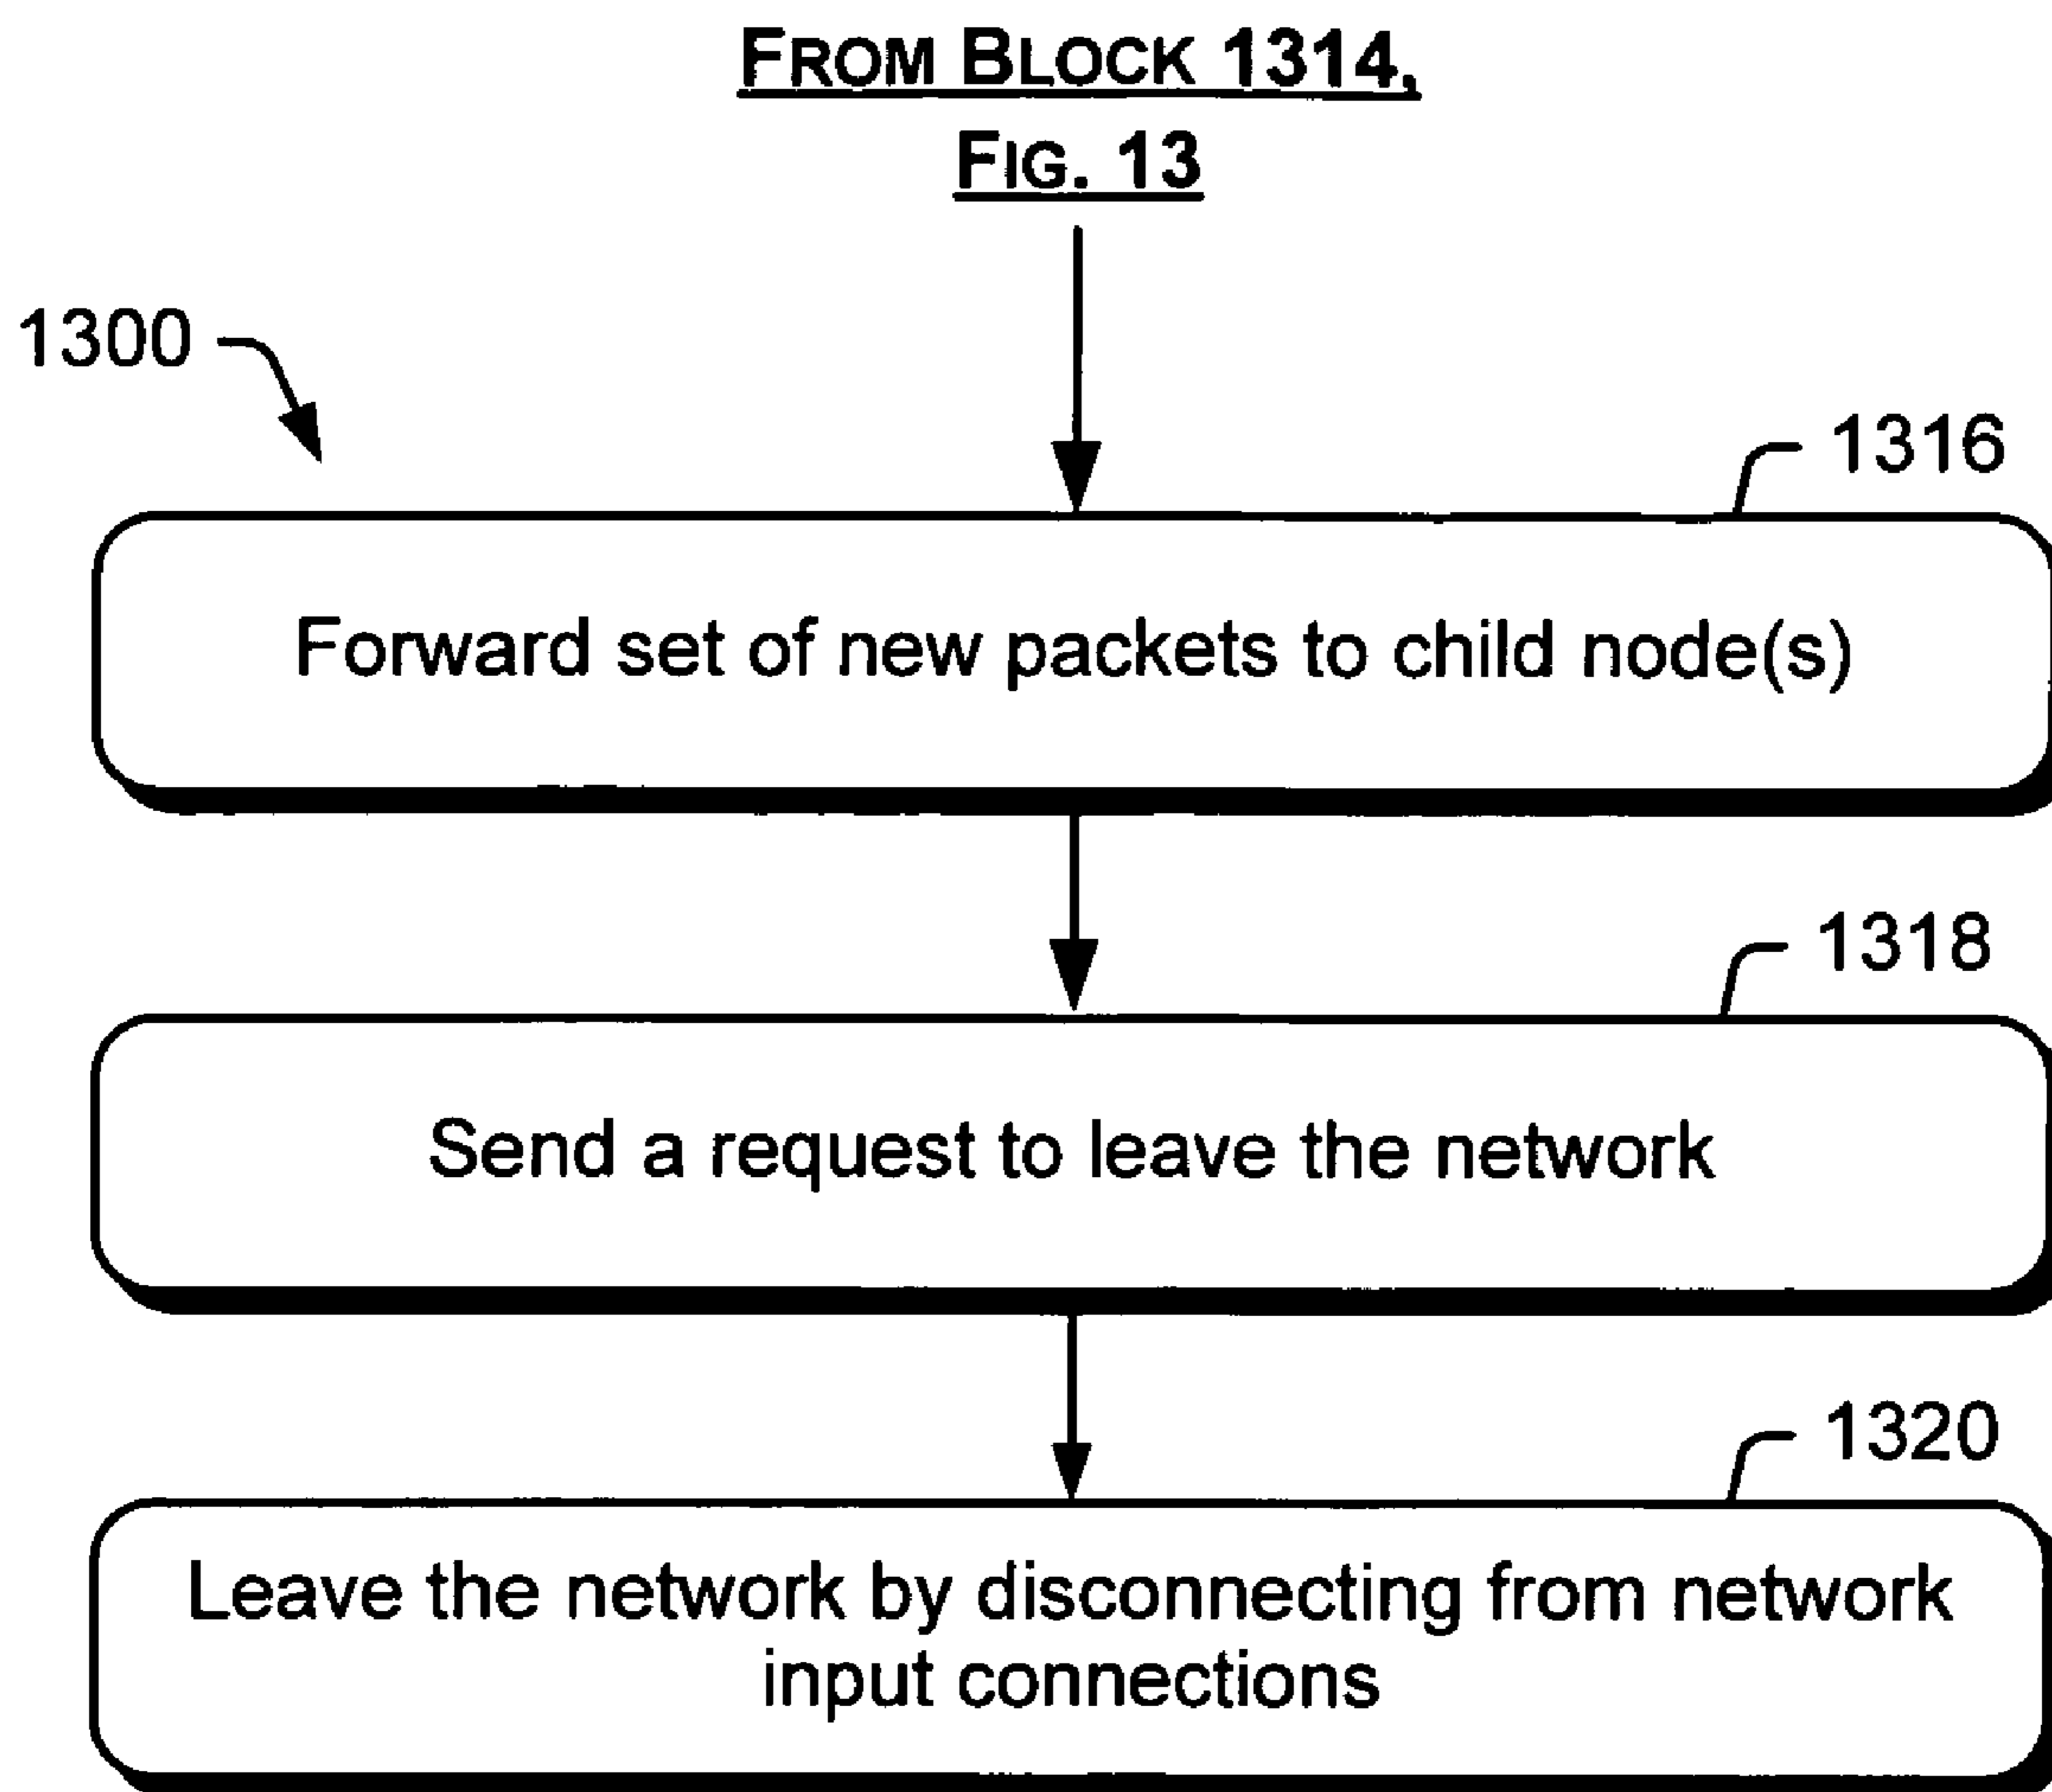 FROM BLOCK 1314,
FIG. 13
1300
1316
Forward set of new packets to child node(s)
1318
Send a request to leave the network
1320
Leave the network by disconnecting from network
input connections